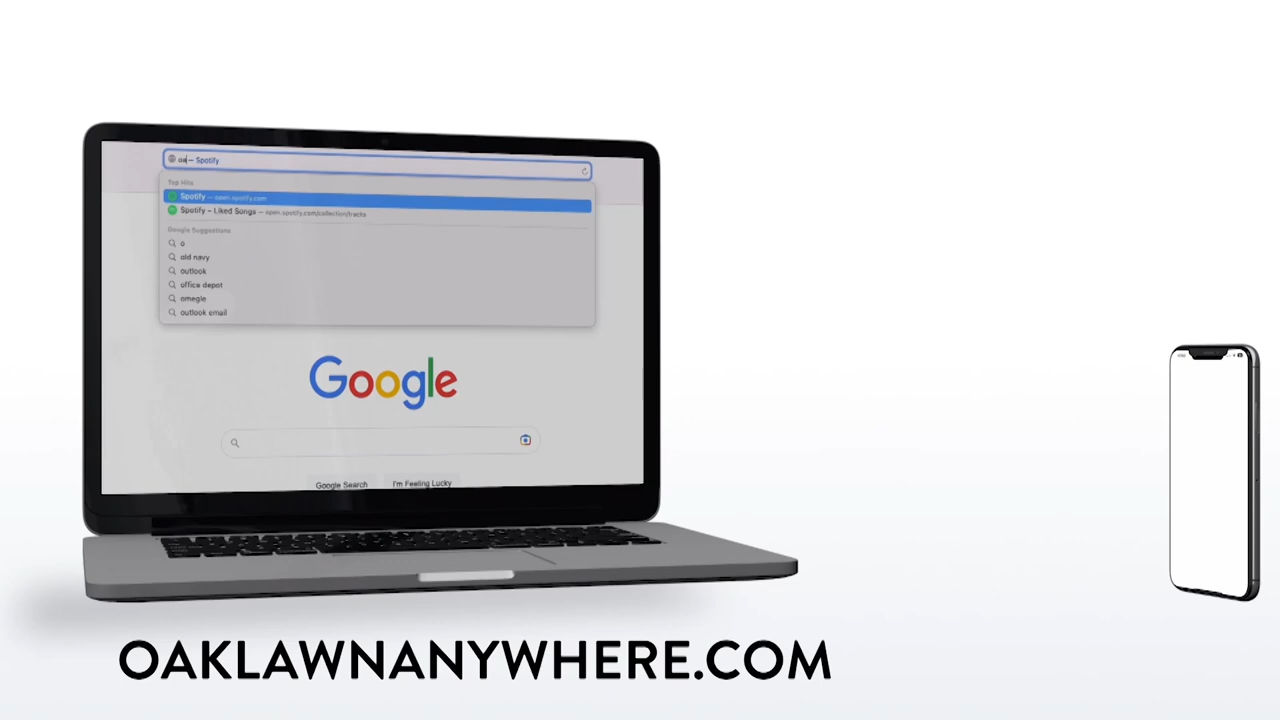 oa — Spotify
Top Hits
Spotify — open.spotify.com
Spotify – Liked Songs — open.spotify.com/collection/tracks
Google Suggestions
o
old navy
outlook
office depot
omegle
outlook email
Google
Google Search
I'm Feeling Lucky
OAKLAWNANYWHERE.COM